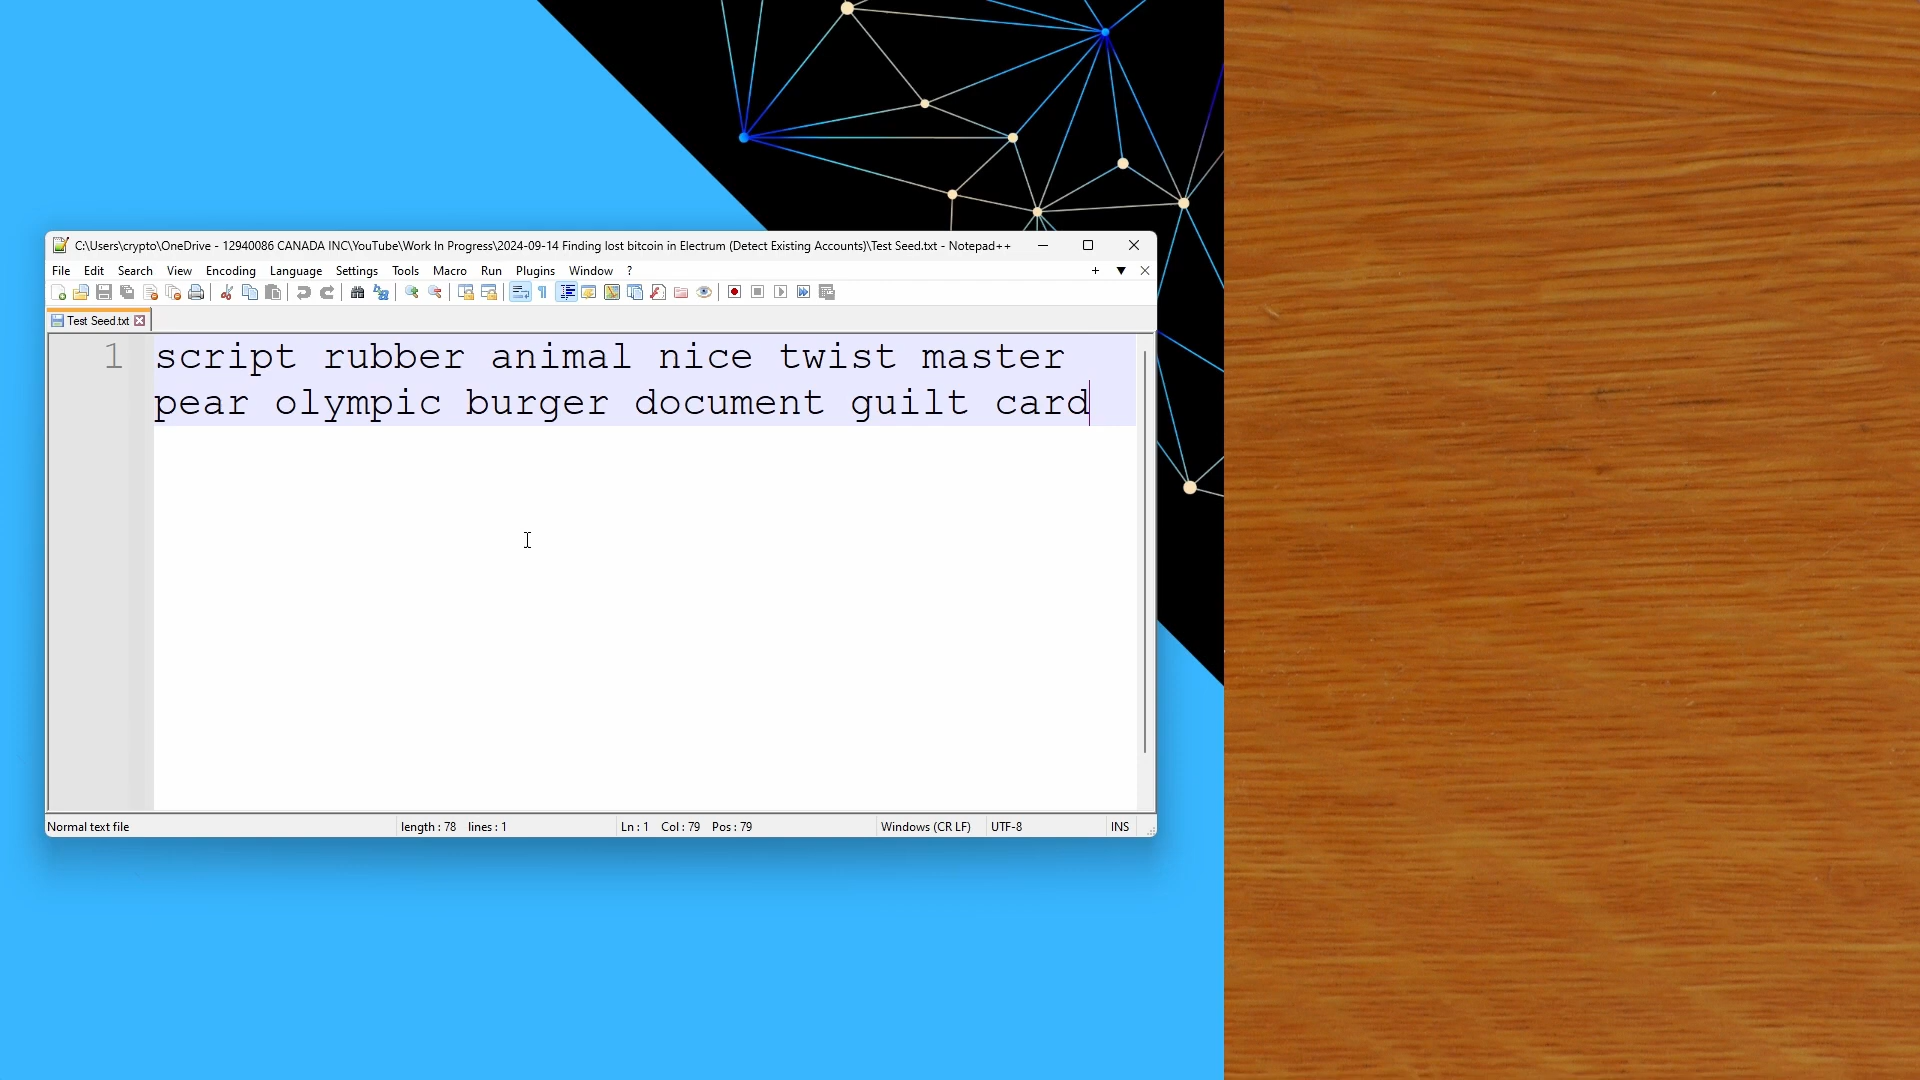 C:\Users\crypto\OneDrive - 12940086 CANADA INC\YouTube\Work In Progress\2024-09-14 Finding lost bitcoin in Electrum (Detect Existing Accounts)\Test Seed.txt - Notepad++
File Edit Search View Encoding Language Settings Tools Macro Run Plugins Window ?
Test Seed.txt
1 script rubber animal nice twist master
pear olympic burger document guilt card
Normal text file length : 78 lines : 1 Ln : 1 Col : 79 Pos : 79 Windows (CR LF) UTF-8 INS